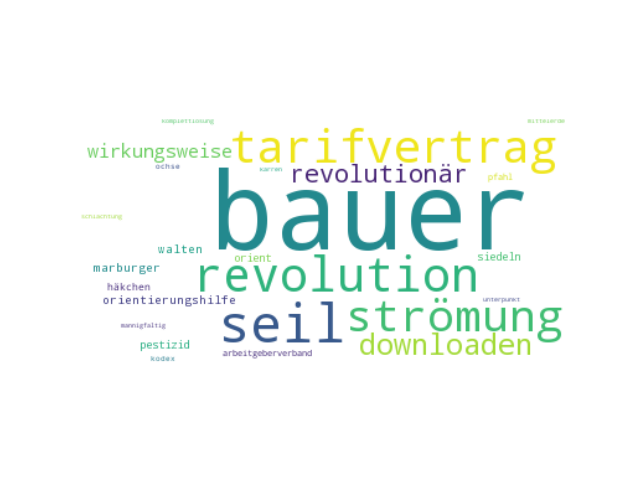 komplettlösung
mittelerde
wirkungsweise
tarifvertrag
ochse
karren
revolutionär
pfahl
bauer
schlachtung
walten
orient
siedeln
marburger
revolution
häkchen
orientierungshilfe
unterpunkt
seil
strömung
mannigfaltig
pestizid
downloaden
kodex
arbeitgeberverband